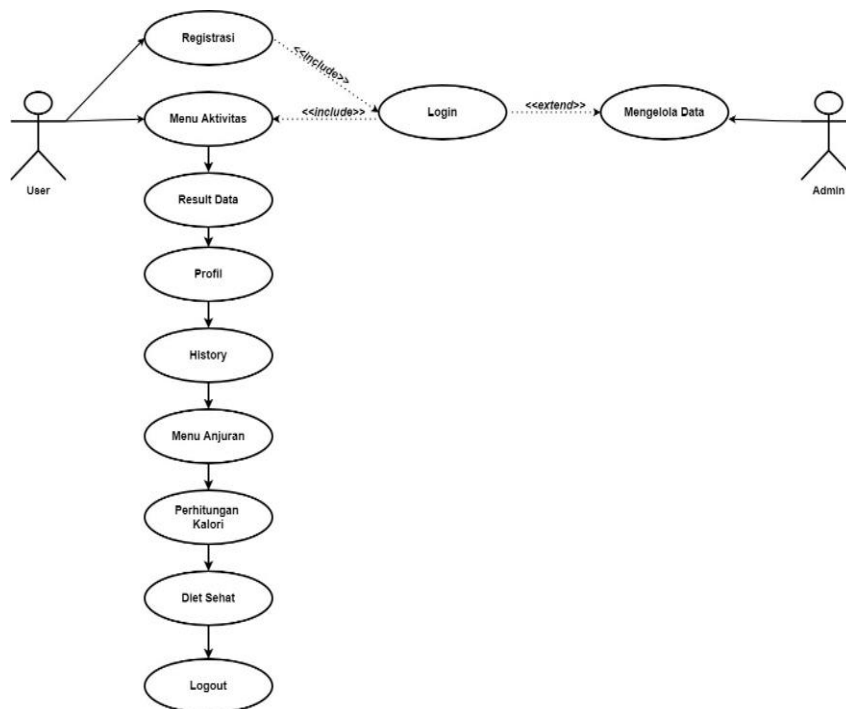 Registrasi
<<include>>
Menu Aktivitas
<<include>>
Login
<<extend>>
Mengelola Data
User
Admin
Result Data
Profil
History
Menu Anjuran
Perhitungan
Kalori
Diet Sehat
Logout